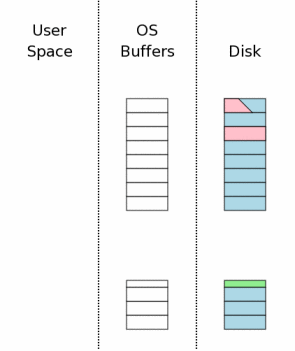 User
Space
OS
Buffers
Disk